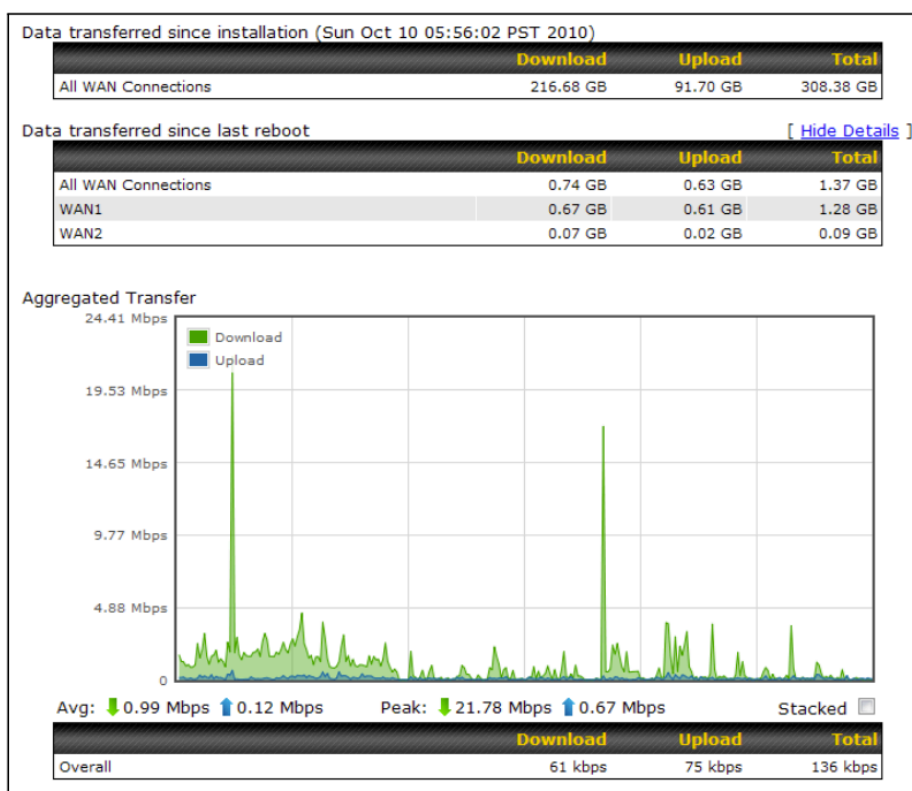 Data transferred since installation (Sun Oct 10 05:56:02 PST 2010)
Download Upload Total
All WAN Connections 216.68 GB 91.70 GB 308.38 GB
Data transferred since last reboot [ Hide Details ]
Download Upload Total
All WAN Connections 0.74 GB 0.63 GB 1.37 GB
WAN1 0.67 GB 0.61 GB 1.28 GB
WAN2 0.07 GB 0.02 GB 0.09 GB
Aggregated Transfer
24.41 Mbps
Download
Upload
19.53 Mbps
14.65 Mbps
9.77 Mbps
4.88 Mbps
0
Avg: 0.99 Mbps 0.12 Mbps Peak: 21.78 Mbps 0.67 Mbps Stacked
Download Upload Total
Overall 61 kbps 75 kbps 136 kbps